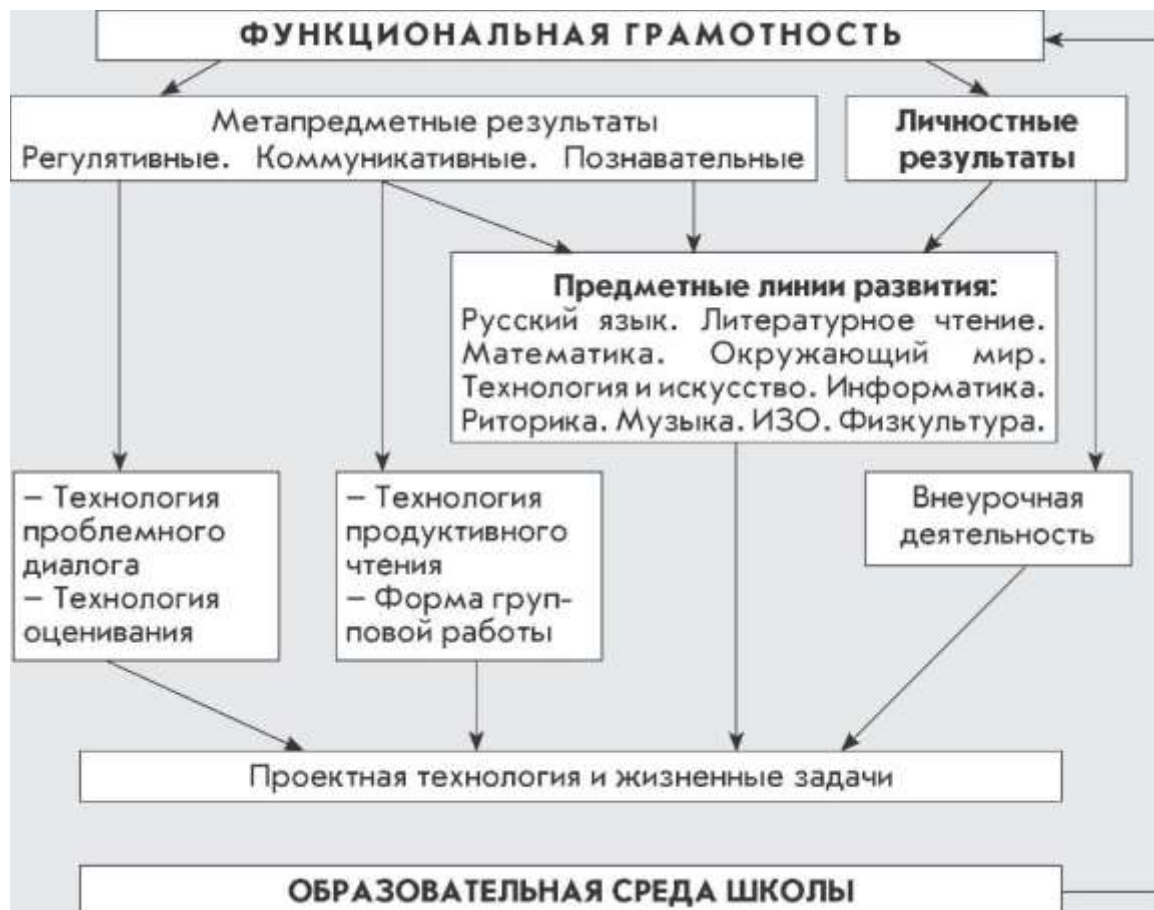 ФУНКЦИОНАЛЬНАЯ ГРАМОТНОСТЬ
Метапредметные результаты
Регулятивные. Коммуникативные. Познавательные
Личностные
результаты
Предметные линии развития:
Русский язык. Литературное чтение.
Математика. Окружающий мир.
Технология и искусство. Информатика.
Риторика. Музыка. ИЗО. Физкультура.
– Технология
проблемного
диалога
– Технология
оценивания
– Технология
продуктивного
чтения
– Форма груп-
повой работы
Внеурочная
деятельность
Проектная технология и жизненные задачи
ОБРАЗОВАТЕЛЬНАЯ СРЕДА ШКОЛЫ